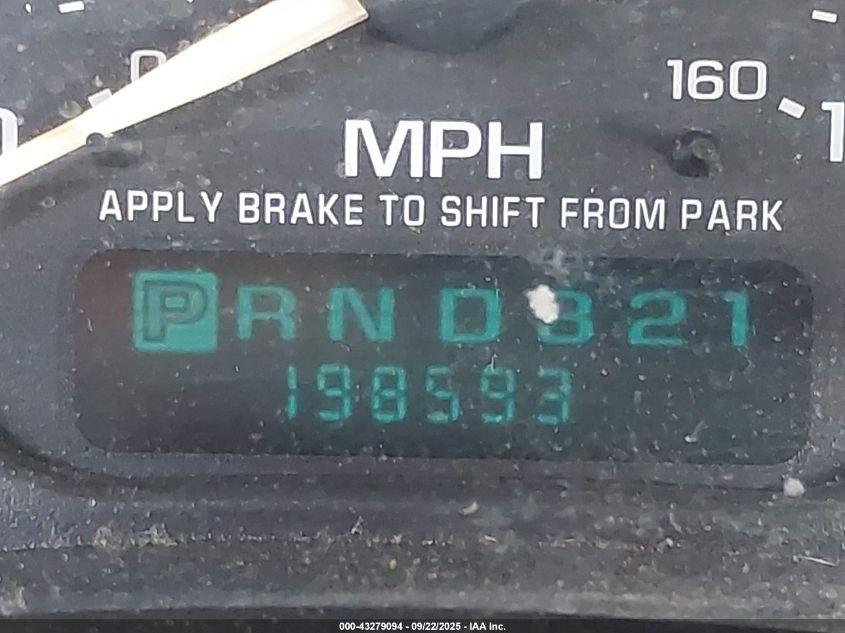 0
160
MPH
APPLY BRAKE TO SHIFT FROM PARK
P R N D 3 2 1
198593
000-43279094 - 09/22/2025 - IAA Inc.